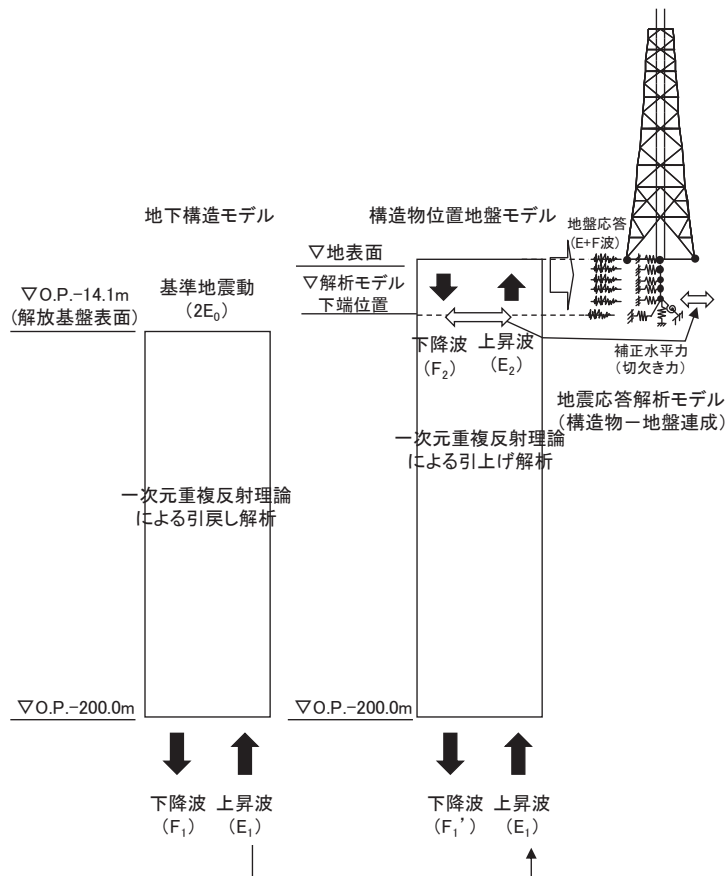 地下構造モデル
▽O.P.-14.1m
(解放基盤表面)
基準地震動
(2E₀)
一次元重複反射理論
による引戻し解析
▽O.P.-200.0m
下降波
(F₁)
上昇波
(E₁)
構造物位置地盤モデル
▽地表面
▽解析モデル
下端位置
下降波
(F₂)
上昇波
(E₂)
一次元重複反射理論
による引上げ解析
▽O.P.-200.0m
下降波
(F₁')
上昇波
(E₁)
地盤応答
(E+F波)
補正水平力
(切欠き力)
地震応答解析モデル
(構造物－地盤連成)